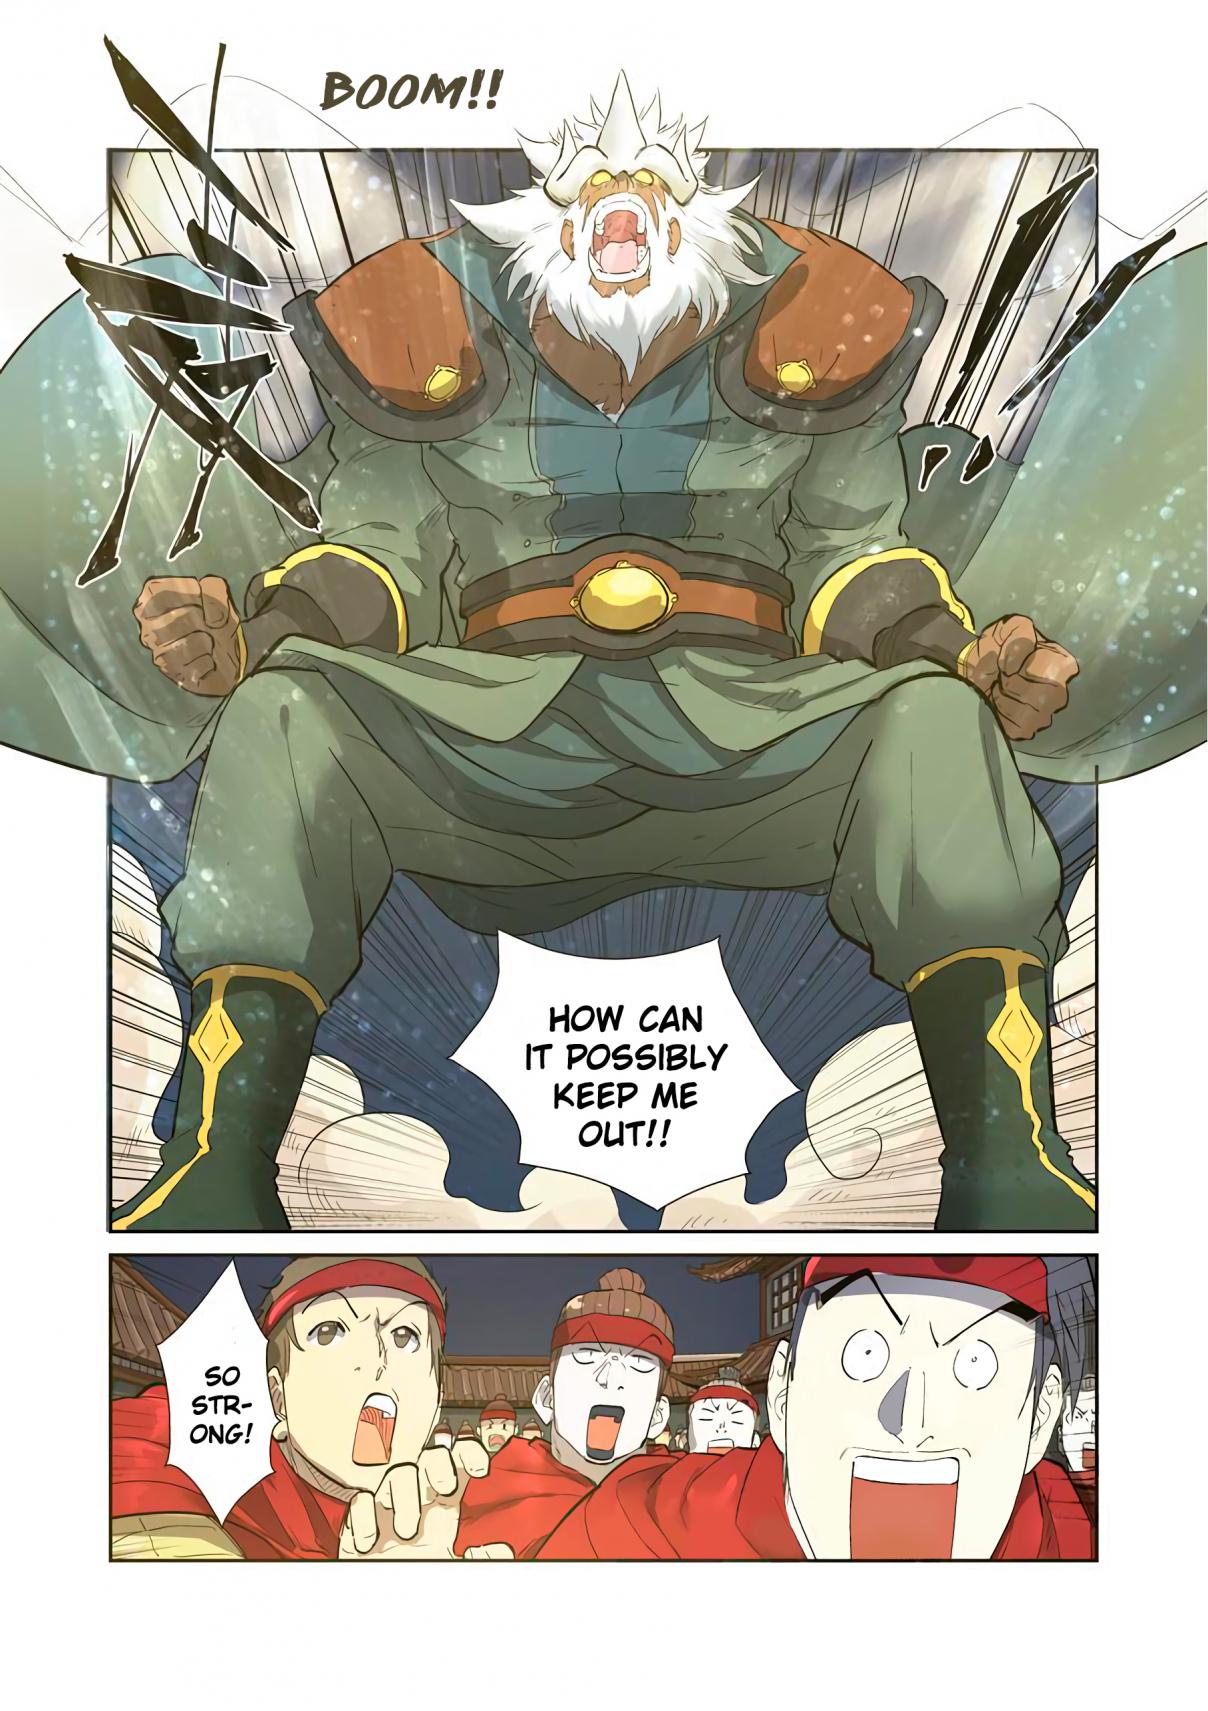 BOOM!!
HOW CAN
IT POSSIBLY
KEEP ME
OUT!!
SO
STR-
ONG!